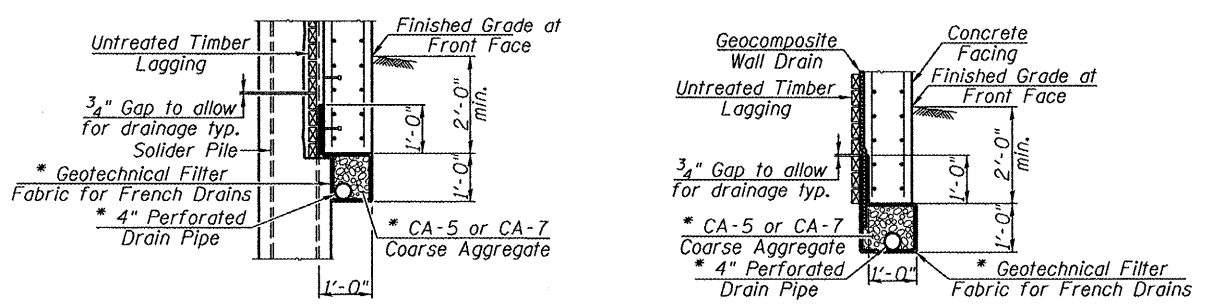 Finished Grade at
Front Face
Untreated Timber
Lagging
3/4" Gap to allow
for drainage typ.
Solider Pile
* Geotechnical Filter
Fabric for French Drains
* 4" Perforated
Drain Pipe
2'-0"
min.
1'-0"
1'-0"
* CA-5 or CA-7
Coarse Aggregate
1'-0"
Geocomposite
Wall Drain
Concrete
Facing
Untreated Timber
Lagging
Finished Grade at
Front Face
3/4" Gap to allow
for drainage typ.
2'-0"
min.
1'-0"
1'-0"
* CA-5 or CA-7
Coarse Aggregate
* 4" Perforated
Drain Pipe
1'-0"
* Geotechnical Filter
Fabric for French Drains